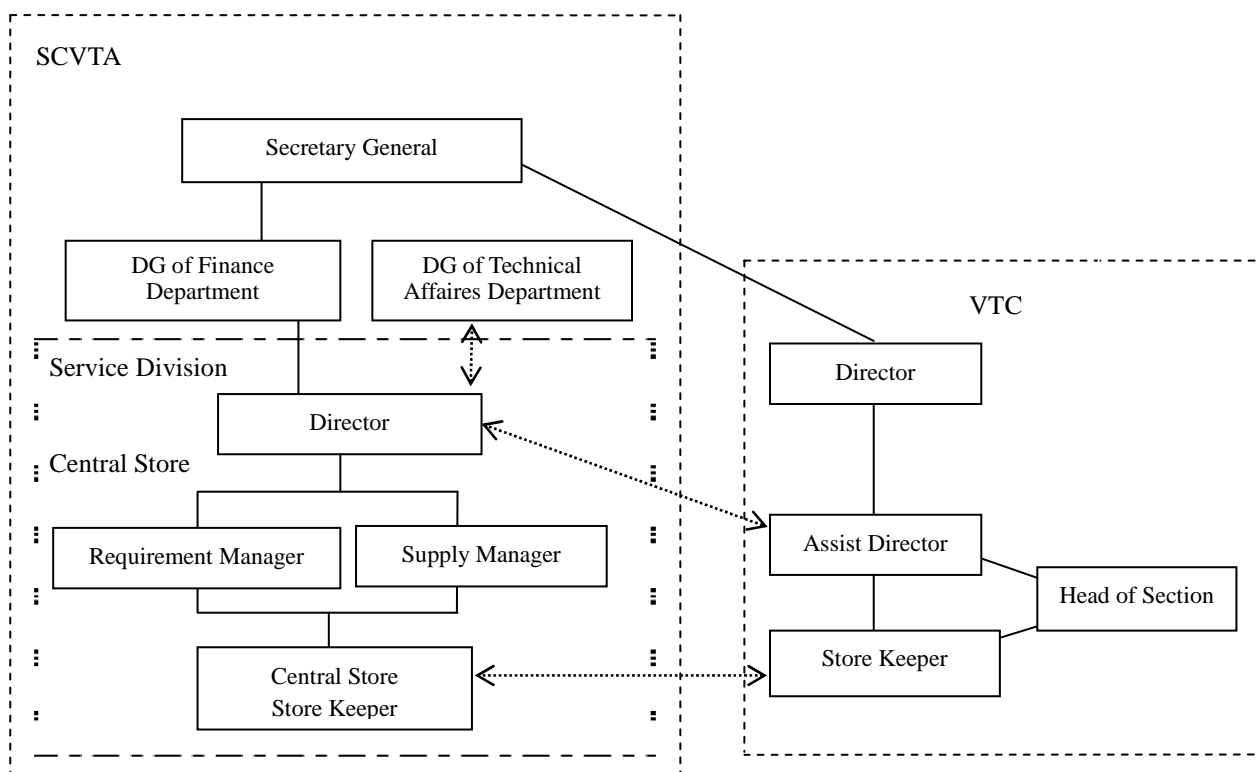 SCVTA
Secretary General
DG of Finance
Department
DG of Technical
Affaires Department
VTC
Service Division
Director
Director
Central Store
Requirement Manager
Supply Manager
Assist Director
Head of Section
Store Keeper
Central Store
Store Keeper